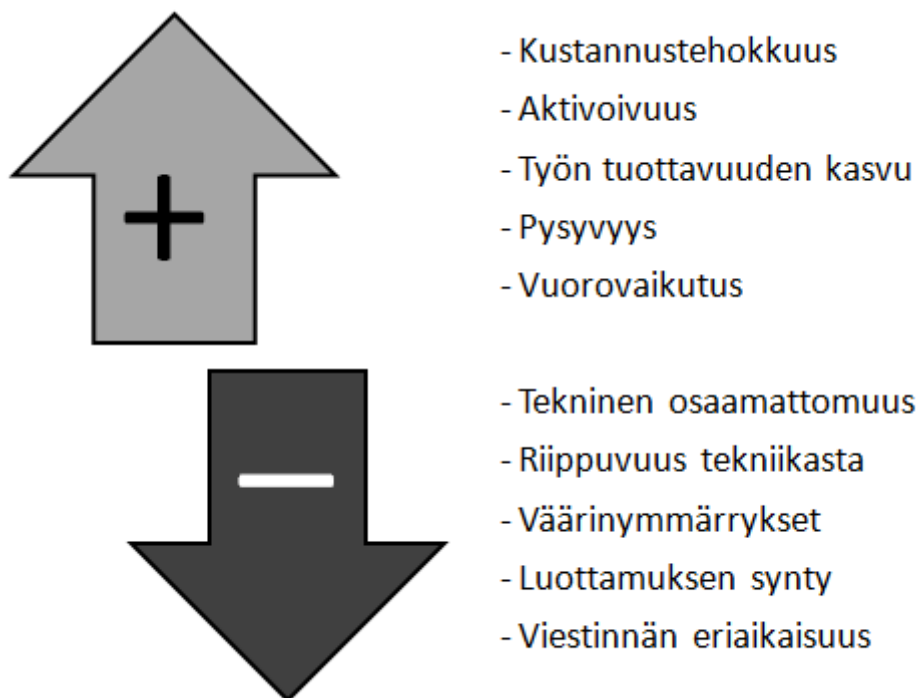 - Kustannustehokkuus
- Aktivoivuus
- Työn tuottavuuden kasvu
- Pysyvyys
- Vuorovaikutus
- Tekninen osaamattomuus
- Riippuvuus tekniikasta
- Väärinymmärrykset
- Luottamuksen synty
- Viestinnän eriaikaisuus